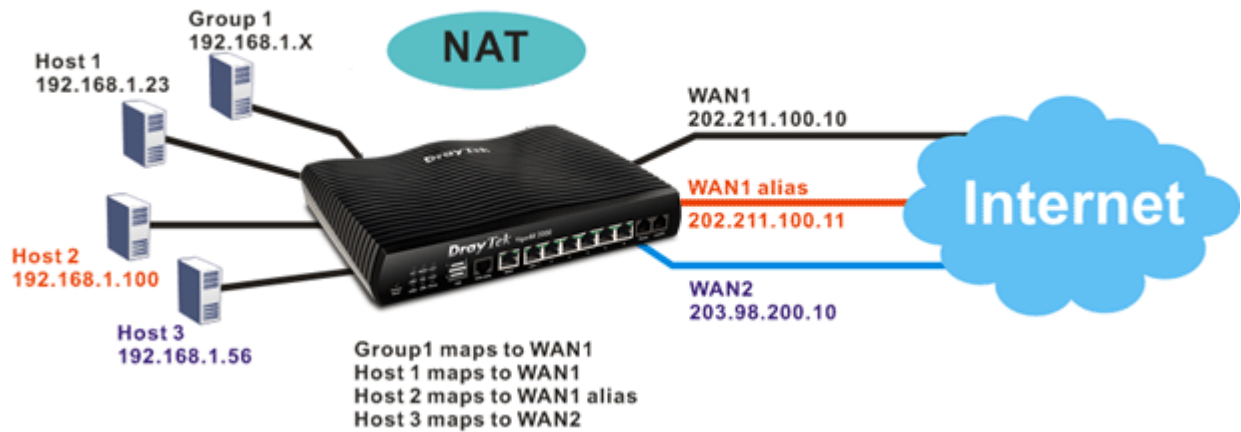 Group 1
192.168.1.X
NAT
Host 1
192.168.1.23
WAN1
202.211.100.10
DrayTek
WAN1 alias
202.211.100.11
Internet
Host 2
192.168.1.100
DrayTek
WAN2
203.98.200.10
Host 3
192.168.1.56
Group1 maps to WAN1
Host 1 maps to WAN1
Host 2 maps to WAN1 alias
Host 3 maps to WAN2